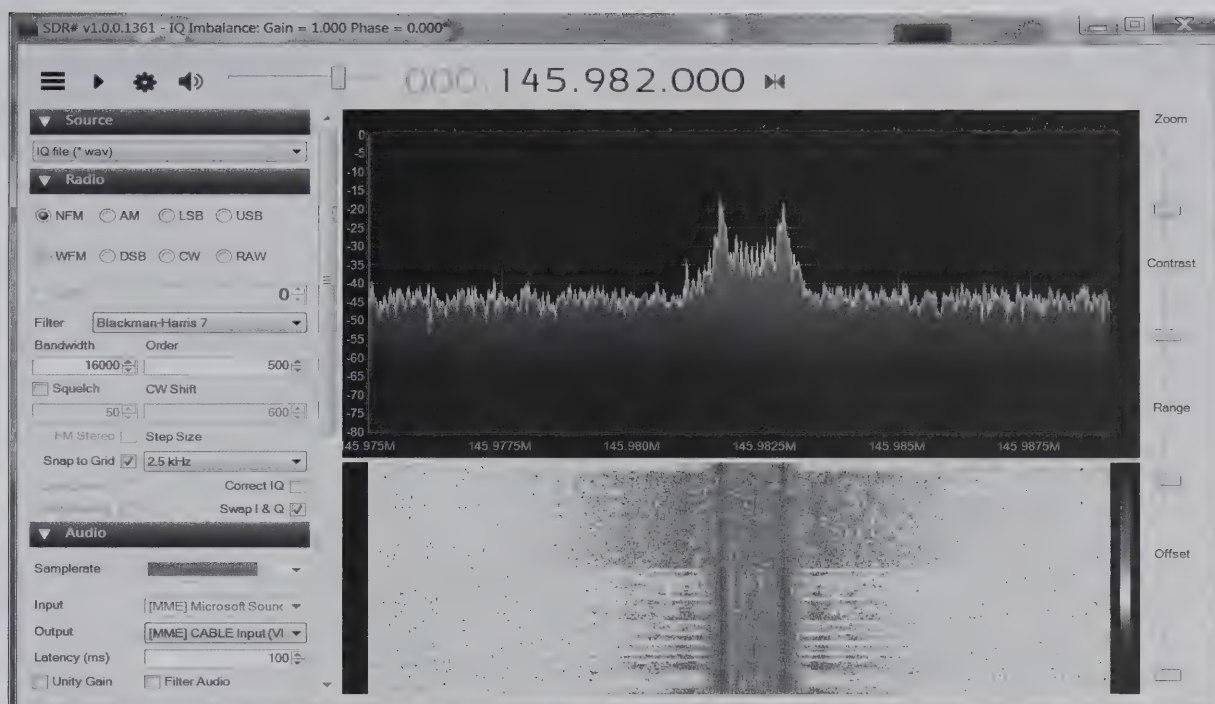 SDR# v1.0.0.1361 - IQ Imbalance: Gain = 1.000 Phase = 0.000°
000.145.982.000
Source
IQ file (*.wav)
Radio
NFM AM LSB USB
WFM DSB CW RAW
0
Filter Blackman-Harris 7
Bandwidth Order
16000 500
Squelch CW Shift
50 600
FM Stereo Step Size
Snap to Grid 2.5 kHz
Correct IQ
Swap I & Q
Audio
Samplerate
Input [MME] Microsoft Sounc
Output [MME] CABLE Input (VI
Latency (ms) 100
Unity Gain Filter Audio
0
-5
-10
-15
-20
-25
-30
-35
-40
-45
-50
-55
-60
-65
-70
-75
-80
145.975M 145.9775M 145.980M 145.9825M 145.985M 145.9875M
Zoom
Contrast
Range
Offset